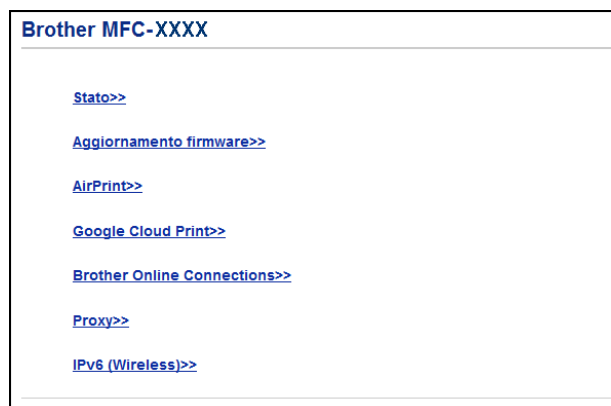 Brother MFC-XXXX
Stato>>
Aggiornamento firmware>>
AirPrint>>
Google Cloud Print>>
Brother Online Connections>>
Proxy>>
IPv6 (Wireless)>>